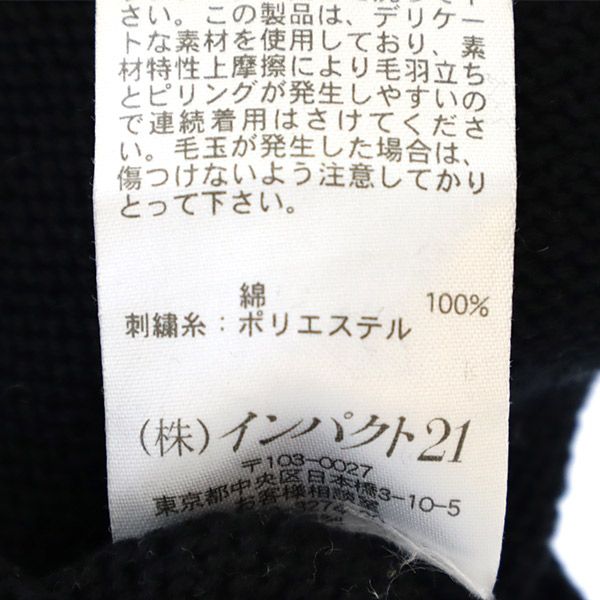 さい。この製品は、デリケー
トな素材を使用しており、素
材特性上摩擦により毛羽立ち
とピリングが発生しやすいの
で連続着用はさけてくださ
い。毛玉が発生した場合は、
傷つけないよう注意してかり
とって下さい。
綿 100%
刺繍糸：ポリエステル
(株)インパクト21
〒103-0027
東京都中央区日本橋3-10-5
お客様相談室
3274